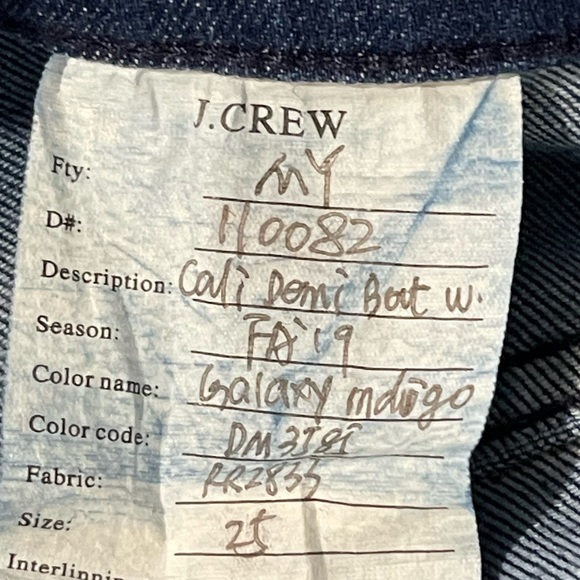 J.CREW
Fty: MY
D#: H0082
Description: Cali Demi Boot w.
Season: FA'19
Color name: Galaxy indigo
Color code:
Fabric: RR2833
Size: 25